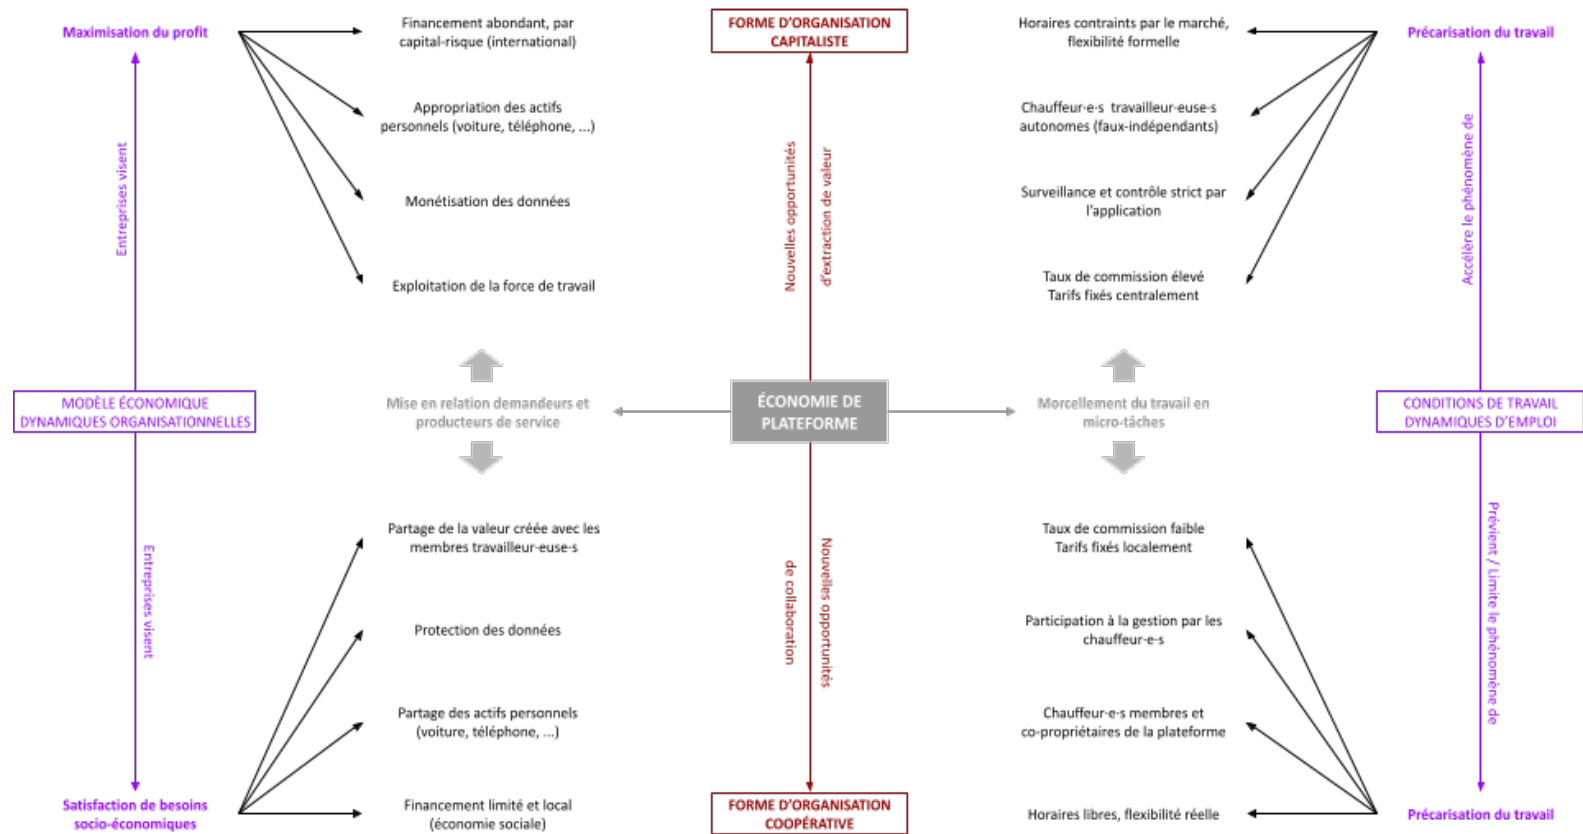 Maximisation du profit
Financement abondant, par
capital-risque (international)
FORME D'ORGANISATION
CAPITALISTE
Horaires contraints par le marché,
flexibilité formelle
Précarisation du travail
Appropriation des actifs
personnels (voiture, téléphone, ...)
Chauffeur·e·s travailleur·euse·s
autonomes (faux-indépendants)
Entreprises visent
Monétisation des données
Nouvelles opportunités
d'extraction de valeur
Surveillance et contrôle strict par
l'application
Accélère le phénomène de
Exploitation de la force de travail
Taux de commission élevé
Tarifs fixés centralement
MODÈLE ÉCONOMIQUE
DYNAMIQUES ORGANISATIONNELLES
Mise en relation demandeurs et
producteurs de service
ÉCONOMIE DE
PLATEFORME
Morcellement du travail en
micro-tâches
CONDITIONS DE TRAVAIL
DYNAMIQUES D'EMPLOI
Partage de la valeur créée avec les
membres travailleur·euse·s
Taux de commission faible
Tarifs fixés localement
Entreprises visent
Protection des données
Nouvelles opportunités
de collaboration
Participation à la gestion par les
chauffeur·e·s
Prévient / Limite le phénomène de
Partage des actifs personnels
(voiture, téléphone, ...)
Chauffeur·e·s membres et
co-propriétaires de la plateforme
Satisfaction de besoins
socio-économiques
Financement limité et local
(économie sociale)
FORME D'ORGANISATION
COOPÉRATIVE
Horaires libres, flexibilité réelle
Précarisation du travail